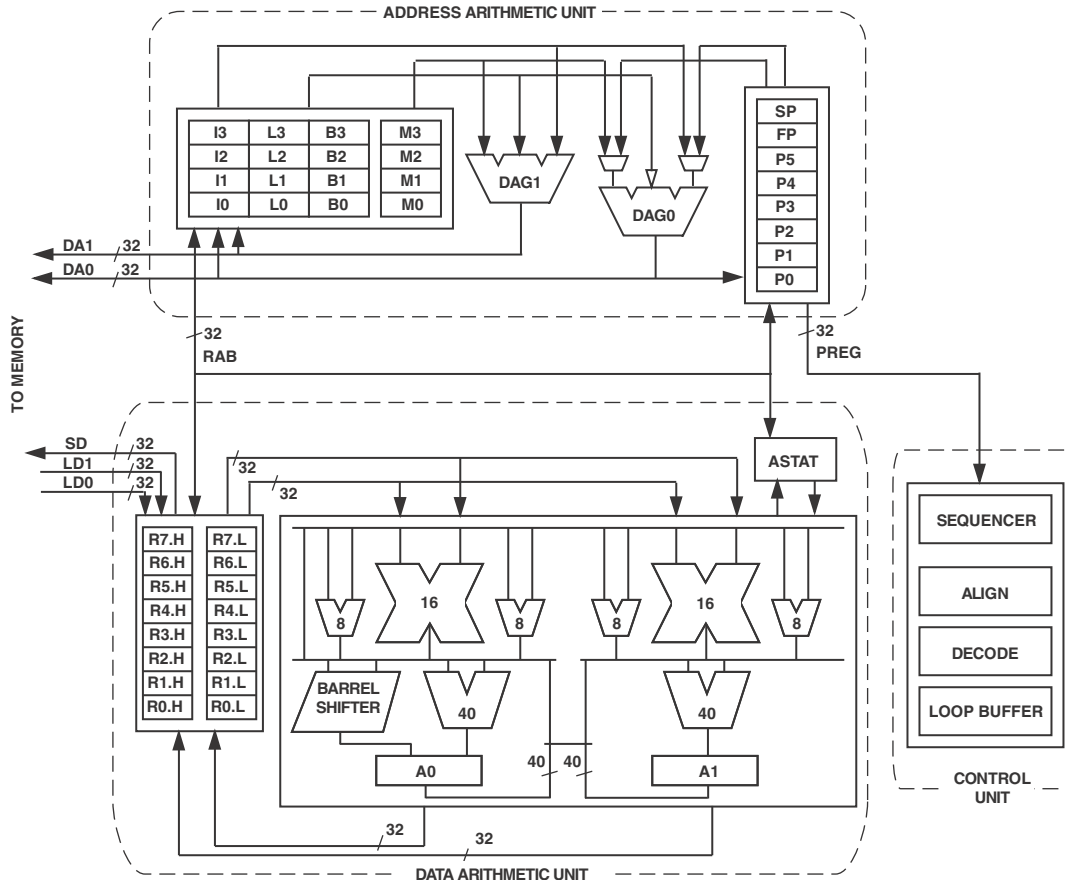 ADDRESS ARITHMETIC UNIT
I3 L3 B3 M3
I2 L2 B2 M2
I1 L1 B1 M1
I0 L0 B0 M0
DAG1
DAG0
SP
FP
P5
P4
P3
P2
P1
P0
DA1 32
DA0 32
TO MEMORY
32
RAB
32
PREG
SD 32
LD1 32
LD0 32
32
32
ASTAT
R7.H R7.L
R6.H R6.L
R5.H R5.L
R4.H R4.L
R3.H R3.L
R2.H R2.L
R1.H R1.L
R0.H R0.L
8 16 8 8 16 8
BARREL
SHIFTER
40 40
A0 40 40 A1
32
32
DATA ARITHMETIC UNIT
SEQUENCER
ALIGN
DECODE
LOOP BUFFER
CONTROL
UNIT